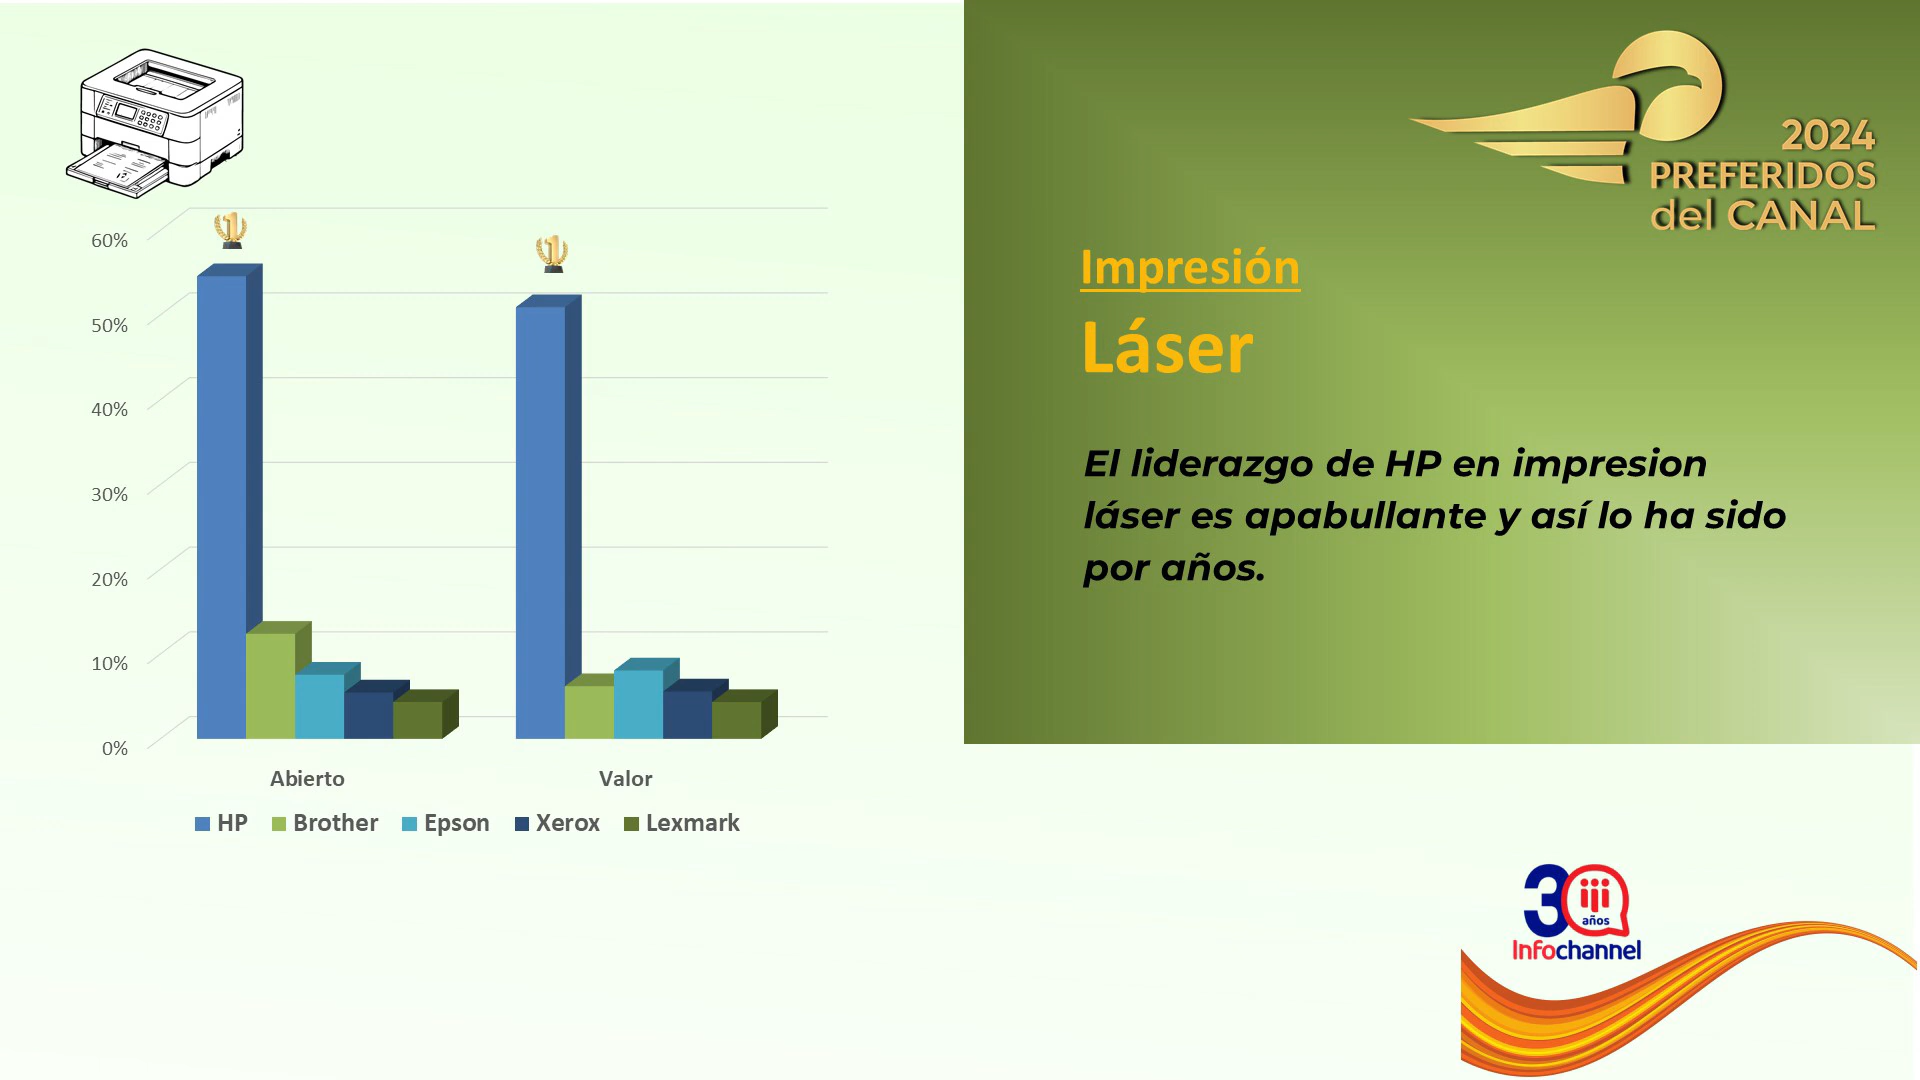 60%
50%
40%
30%
20%
10%
0%
Abierto
Valor
HP
Brother
Epson
Xerox
Lexmark
2024
PREFERIDOS
del CANAL
Impresión
Láser
El liderazgo de HP en impresion
láser es apabullante y así lo ha sido
por años.
30
años
Infochannel